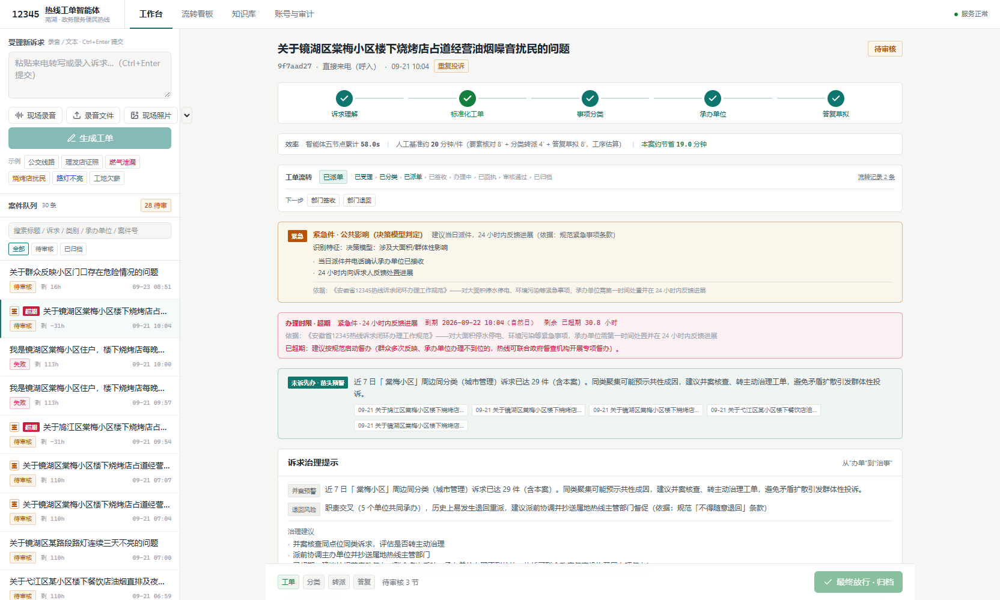 12345 热线工单智能体
芜湖 · 政务服务便民热线
工作台 流转看板 知识库 账号与审计
服务正常
受理新诉求 录音 / 文本 · Ctrl+Enter 提交
粘贴来电转写或录入诉求...（Ctrl+Enter
提交）
现场录音 录音文件 现场照片
生成工单
示例 公交线路 理发店证照 燃气泄漏
烧烤店扰民 路灯不亮 工地欠薪
案件队列 30 条 28 待审
搜索标题 / 诉求 / 类别 / 承办单位 / 案件号
全部 待审核 已归档
关于群众反映小区门口存在危险情况的问题
待审核 剩 16h 09-23 08:51
重 超期 关于镜湖区棠梅小区楼下烧烤店占...
待审核 剩 -31h 09-21 10:04
我是镜湖区棠梅小区住户，楼下烧烤店每晚...
失败 剩 113h 09-21 10:00
我是镜湖区棠梅小区住户，楼下烧烤店每晚...
失败 剩 113h 09-21 09:57
重 超期 关于鸠江区棠梅小区楼下烧烤店占...
待审核 剩 -31h 09-21 09:54
重 关于镜湖区棠梅小区楼下烧烤店占道经营...
待审核 剩 110h 09-21 07:07
重 关于镜湖区棠梅小区楼下烧烤店占道经营...
待审核 剩 110h 09-21 07:04
关于镜湖区某路段路灯连续三天不亮的问题
待审核 剩 110h 09-21 07:00
关于弋江区某小区楼下餐饮店油烟直排及夜...
待审核 剩 110h 09-21 06:59
关于镜湖区棠梅小区楼下烧烤店占道经营油烟噪音扰民的问题
待审核
9f7aad27 · 直接来电（呼入） · 09-21 10:04 重复投诉
诉求理解 标准化工单 事项分类 承办单位 答复草拟
效率 智能体五节点累计 58.0s | 人工基准约 20 分钟/件（要素核对 8′ + 分类转派 4′ + 答复草拟 8′，工序估算） | 本案约节省 19.0 分钟
工单流转 已派单 已受理 › 已分类 › 已派单 › 已签收 › 办理中 › 已回执 › 审核通过 › 已归档 流转记录 2 条
下一步 部门签收 部门退回
紧急 紧急件 · 公共影响（决策模型判定） 建议当日派件，24 小时内反馈进展（依据：规范紧急事项条款）
识别特征：决策模型：涉及大面积/群体性影响
· 当日派件并电话确认承办单位已接收
· 24 小时内向诉求人反馈处置进展
依据：《安徽省12345热线诉求闭环办理工作规范》——对大面积停水停电、环境污染等紧急事项，承办单位需第一时间处置并在 24 小时内反馈进展
办理时限 · 超期 紧急件 · 24 小时内反馈进展 到期 2026-09-22 10:04（自然日） 剩余 已超期 30.8 小时
依据：《安徽省12345热线诉求闭环办理工作规范》——对大面积停水停电、环境污染等紧急事项，承办单位需第一时间处置并在 24 小时内反馈进展
已超期：建议按规范启动督办（群众多次反映、承办单位办理不到位的，热线可联合政府督查机构开展专项督办）。
未诉先办 · 苗头预警 近 7 日「 棠梅小区」周边同分类（城市管理）诉求已达 29 件（含本案）。同类聚集可能预示共性成因，建议并案核查、转主动治理工单，避免矛盾扩散引发群体性投
诉。
09-21 关于鸠江区棠梅小区楼下烧烤店... 09-21 关于镜湖区棠梅小区楼下烧烤店... 09-21 关于镜湖区棠梅小区楼下烧烤店... 09-21 关于弋江区某小区楼下餐饮店油...
09-21 关于镜湖区棠梅小区楼下烧烤店...
诉求治理提示 从"办单"到"治事"
并案预警 近 7 日「 棠梅小区」周边同分类（城市管理）诉求已达 29 件（含本案）。同类聚集可能预示共性成因，建议并案核查、转主动治理工单，避免矛盾扩散引发群体性投诉。
退回风险 职责交叉（5 个单位共同承办），历史上易发生退回重派，建议派前协调并抄送属地热线主管部门督促（依据：规范「不得随意退回」条款）
治理建议
· 并案核查同点位同类诉求，评估是否转主动治理
· 派前协调主办单位并抄送属地热线主管部门
工单 分类 转派 答复 待审核 3 节
最终放行 · 归档